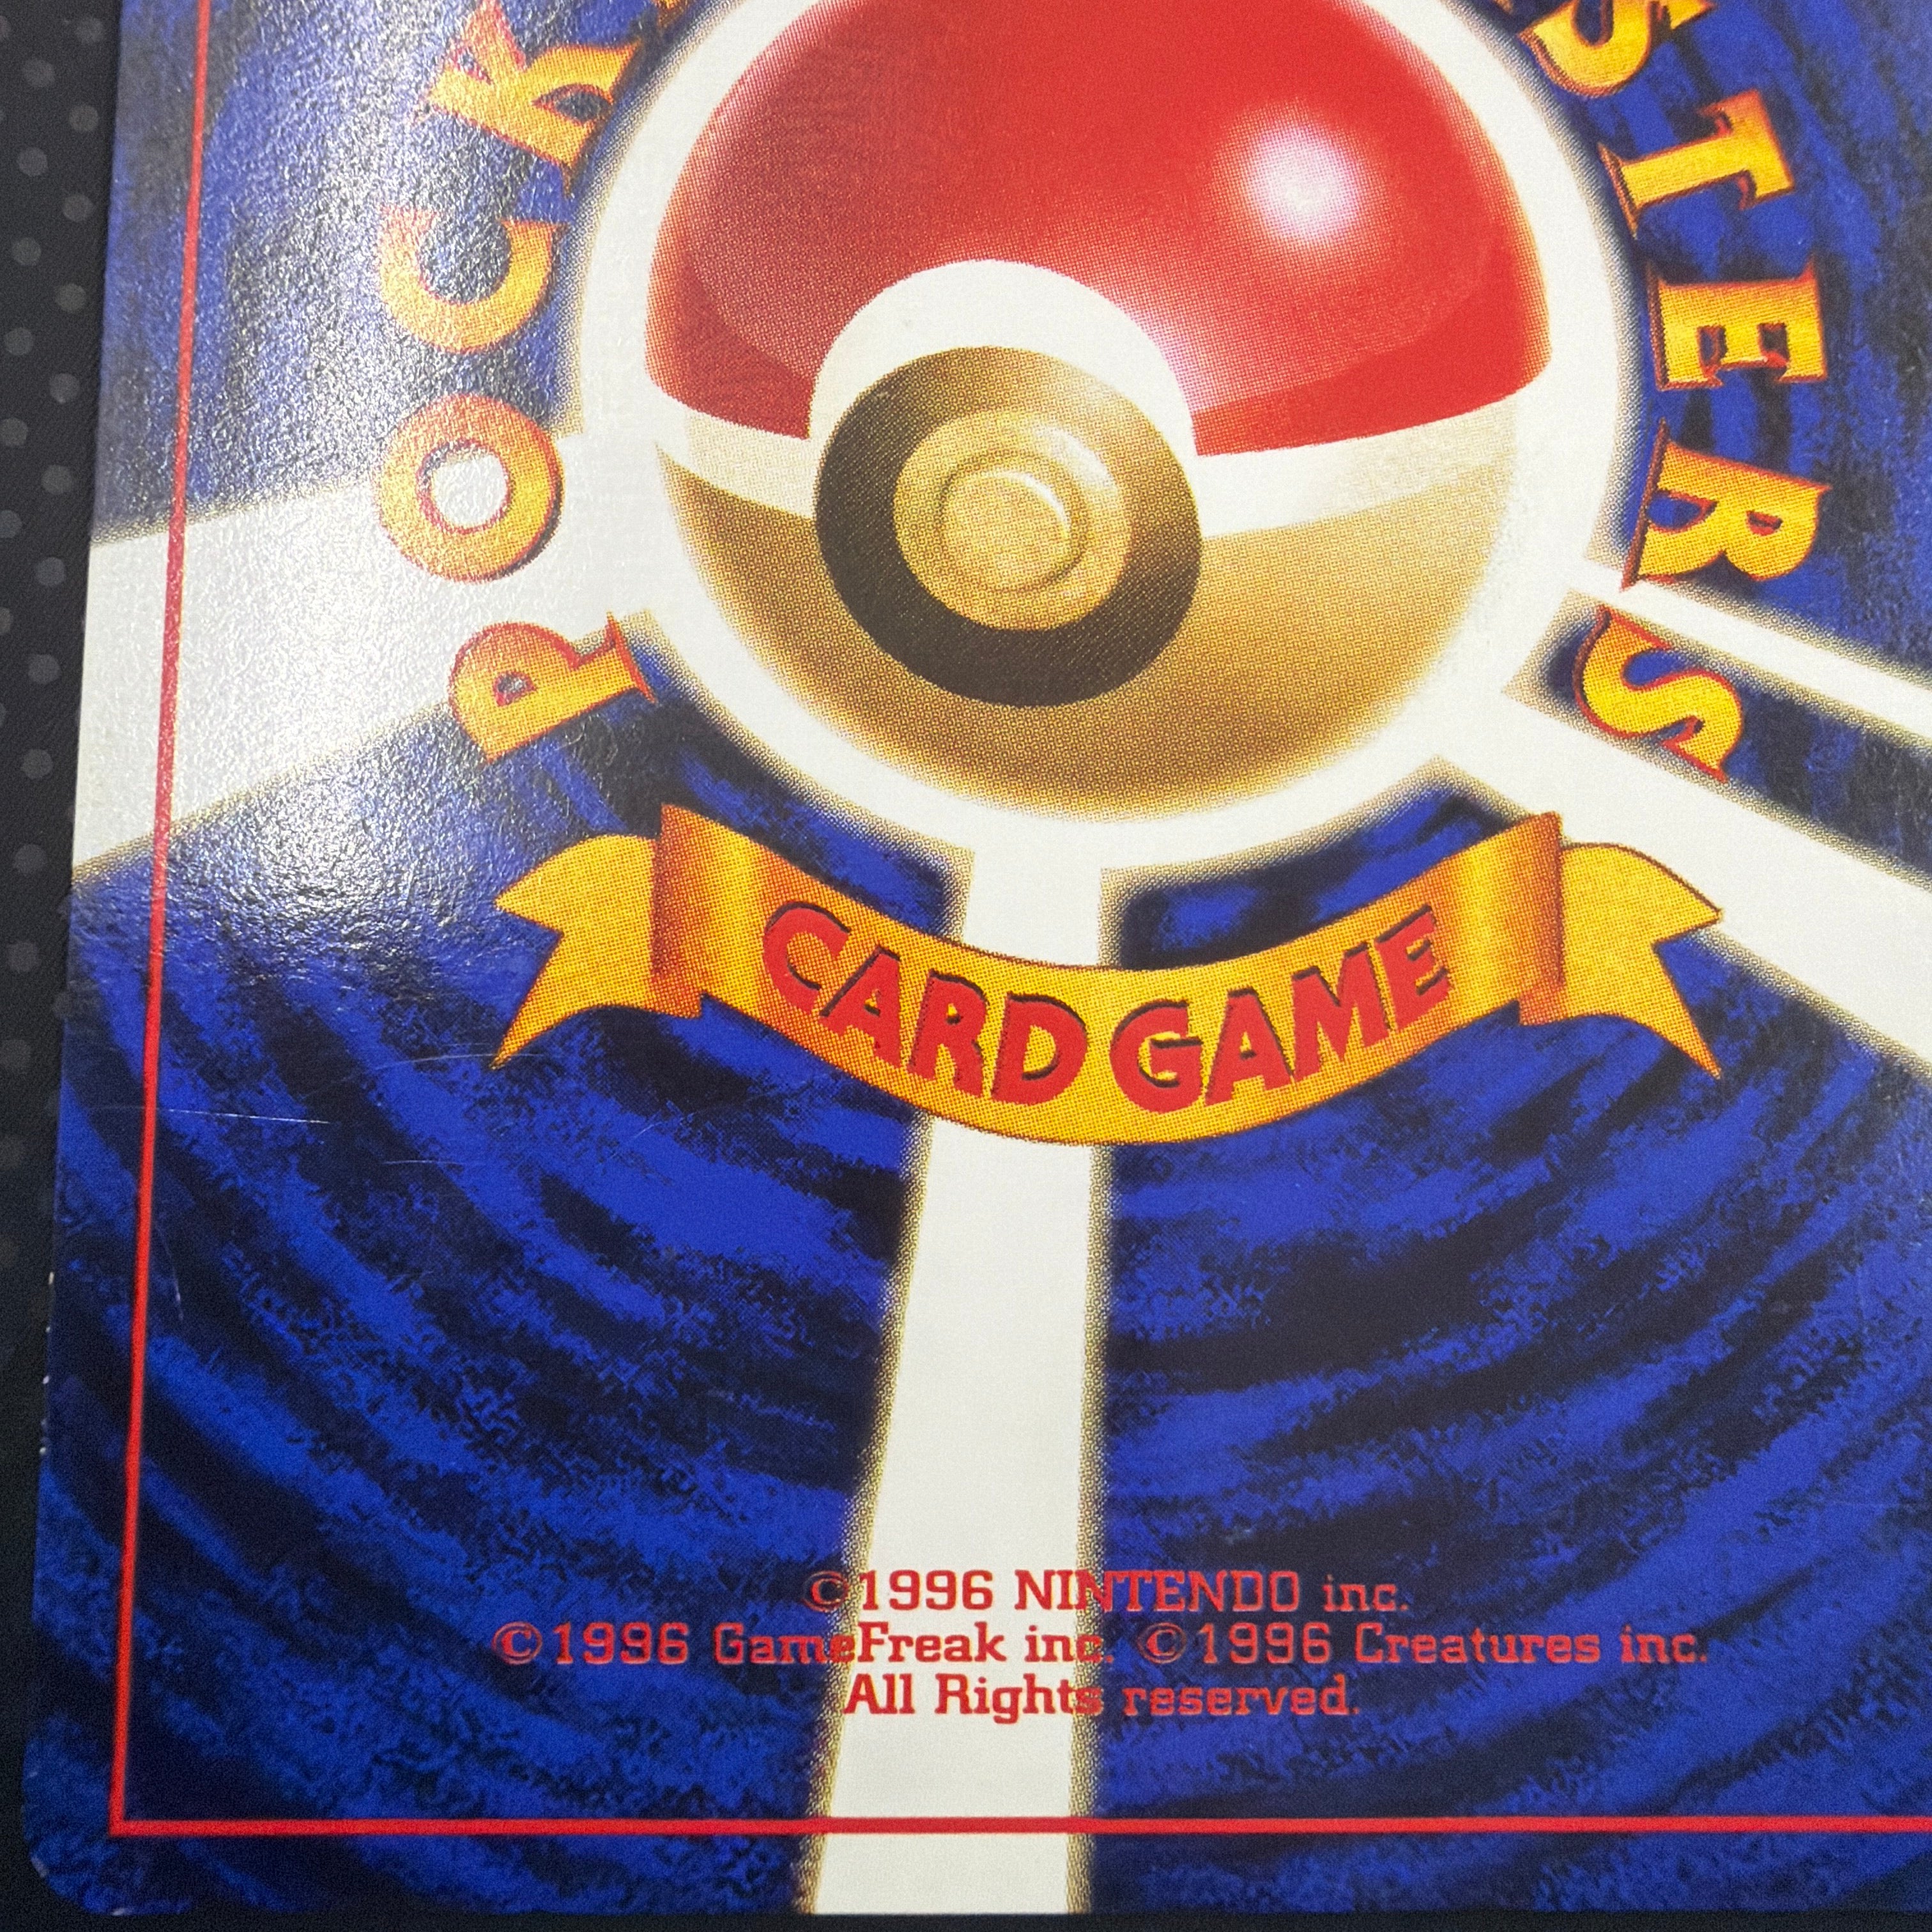 POCK
STERS
CARD GAME
©1996 NINTENDO inc.
©1996 GameFreak inc. ©1996 Creatures inc.
All Rights reserved.